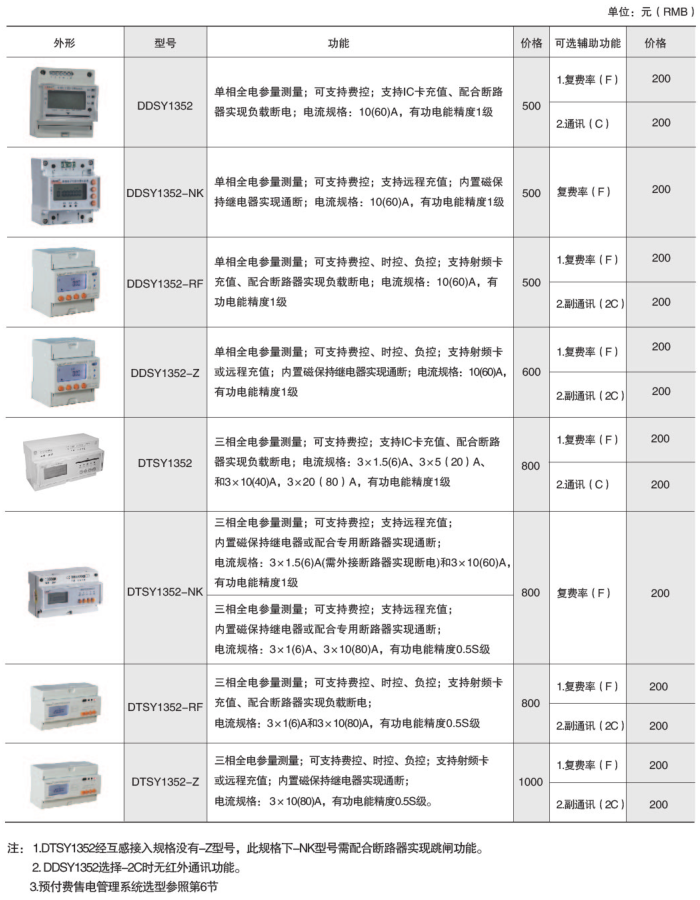 单位：元（RMB）
外形 型号 功能 价格 可选辅助功能 价格
DDSY1352
单相全电参量测量；可支持费控；支持IC卡充值、配合断路
器实现负载断电；电流规格：10(60)A，有功电能精度1级
500
1.复费率（F） 200
2.通讯（C） 200
DDSY1352-NK
单相全电参量测量；可支持费控；支持远程充值；内置磁保
持继电器实现通断；电流规格：10(60)A，有功电能精度1级
500
复费率（F） 200
DDSY1352-RF
单相全电参量测量；可支持费控、时控、负控；支持射频卡
充值、配合断路器实现负载断电；电流规格：10(60)A，有
功电能精度1级
500
1.复费率（F） 200
2.副通讯（2C） 200
DDSY1352-Z
单相全电参量测量；可支持费控、时控、负控；支持射频卡
或远程充值；内置磁保持继电器实现通断；电流规格：10(60)A，
有功电能精度1级
600
1.复费率（F） 200
2.副通讯（2C） 200
DTSY1352
三相全电参量测量；可支持费控；支持IC卡充值、配合断路
器实现负载断电；电流规格：3×1.5(6)A、3×5（20）A、
和3×10(40)A，3×20（80）A，有功电能精度1级
800
1.复费率（F） 200
2.通讯（C） 200
DTSY1352-NK
三相全电参量测量；可支持费控；支持远程充值；
内置磁保持继电器或配合专用断路器实现通断；
电流规格：3×1.5(6)A(需外接断路器实现断电)和3×10(60)A，
有功电能精度1级
三相全电参量测量；可支持费控；支持远程充值；
内置磁保持继电器或配合专用断路器实现通断；
电流规格：3×1(6)A、3×10(80)A，有功电能精度0.5S级
800
复费率（F） 200
DTSY1352-RF
三相全电参量测量；可支持费控、时控、负控；支持射频卡
充值、配合断路器实现负载断电；
电流规格：3×1(6)A和3×10(80)A，有功电能精度0.5S级
800
1.复费率（F） 200
2.副通讯（2C） 200
DTSY1352-Z
三相全电参量测量；可支持费控、时控、负控；支持射频卡
或远程充值；内置磁保持继电器实现通断；
电流规格： 3×10(80)A，有功电能精度0.5S级。
1000
1.复费率（F） 200
2.副通讯（2C） 200
注： 1.DTSY1352经互感接入规格没有-Z型号，此规格下-NK型号需配合断路器实现跳闸功能。
2. DDSY1352选择-2C时无红外通讯功能。
3.预付费售电管理系统选型参照第6节